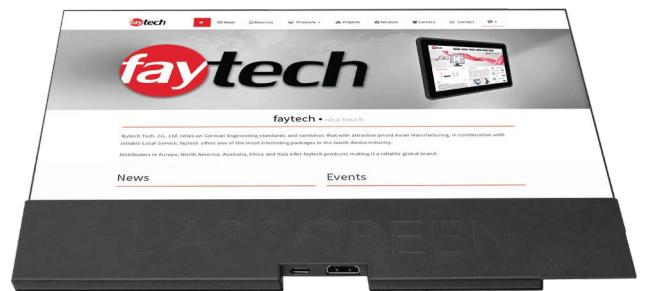 faytech
News
About us
Products
Projects
Services
Careers
Contact
faytech
faytech • nice touch
faytech Tech. Co., Ltd. relies on German Engineering standards and combines that with attractive priced Asian Manufacturing, in combination with
reliable Local Service, faytech offers one of the most interesting packages in the touch device industry.
Distributors in Europe, North America, Australia, Africa and Asia offer faytech products making it a reliable global brand.
News Events
LAPSCREEN